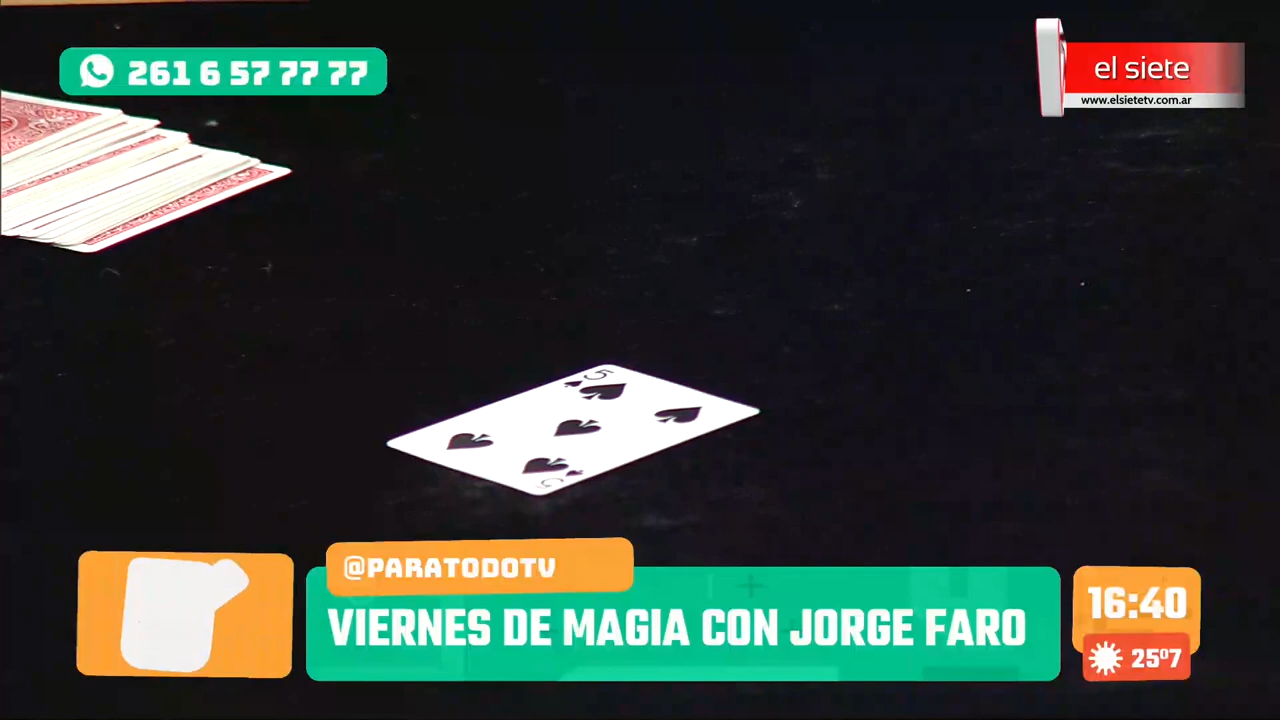 261 6 57 77 77
el siete
www.elsietetv.com.ar
5
5
@PARATODOTV
VIERNES DE MAGIA CON JORGE FARO
16:40
25º7